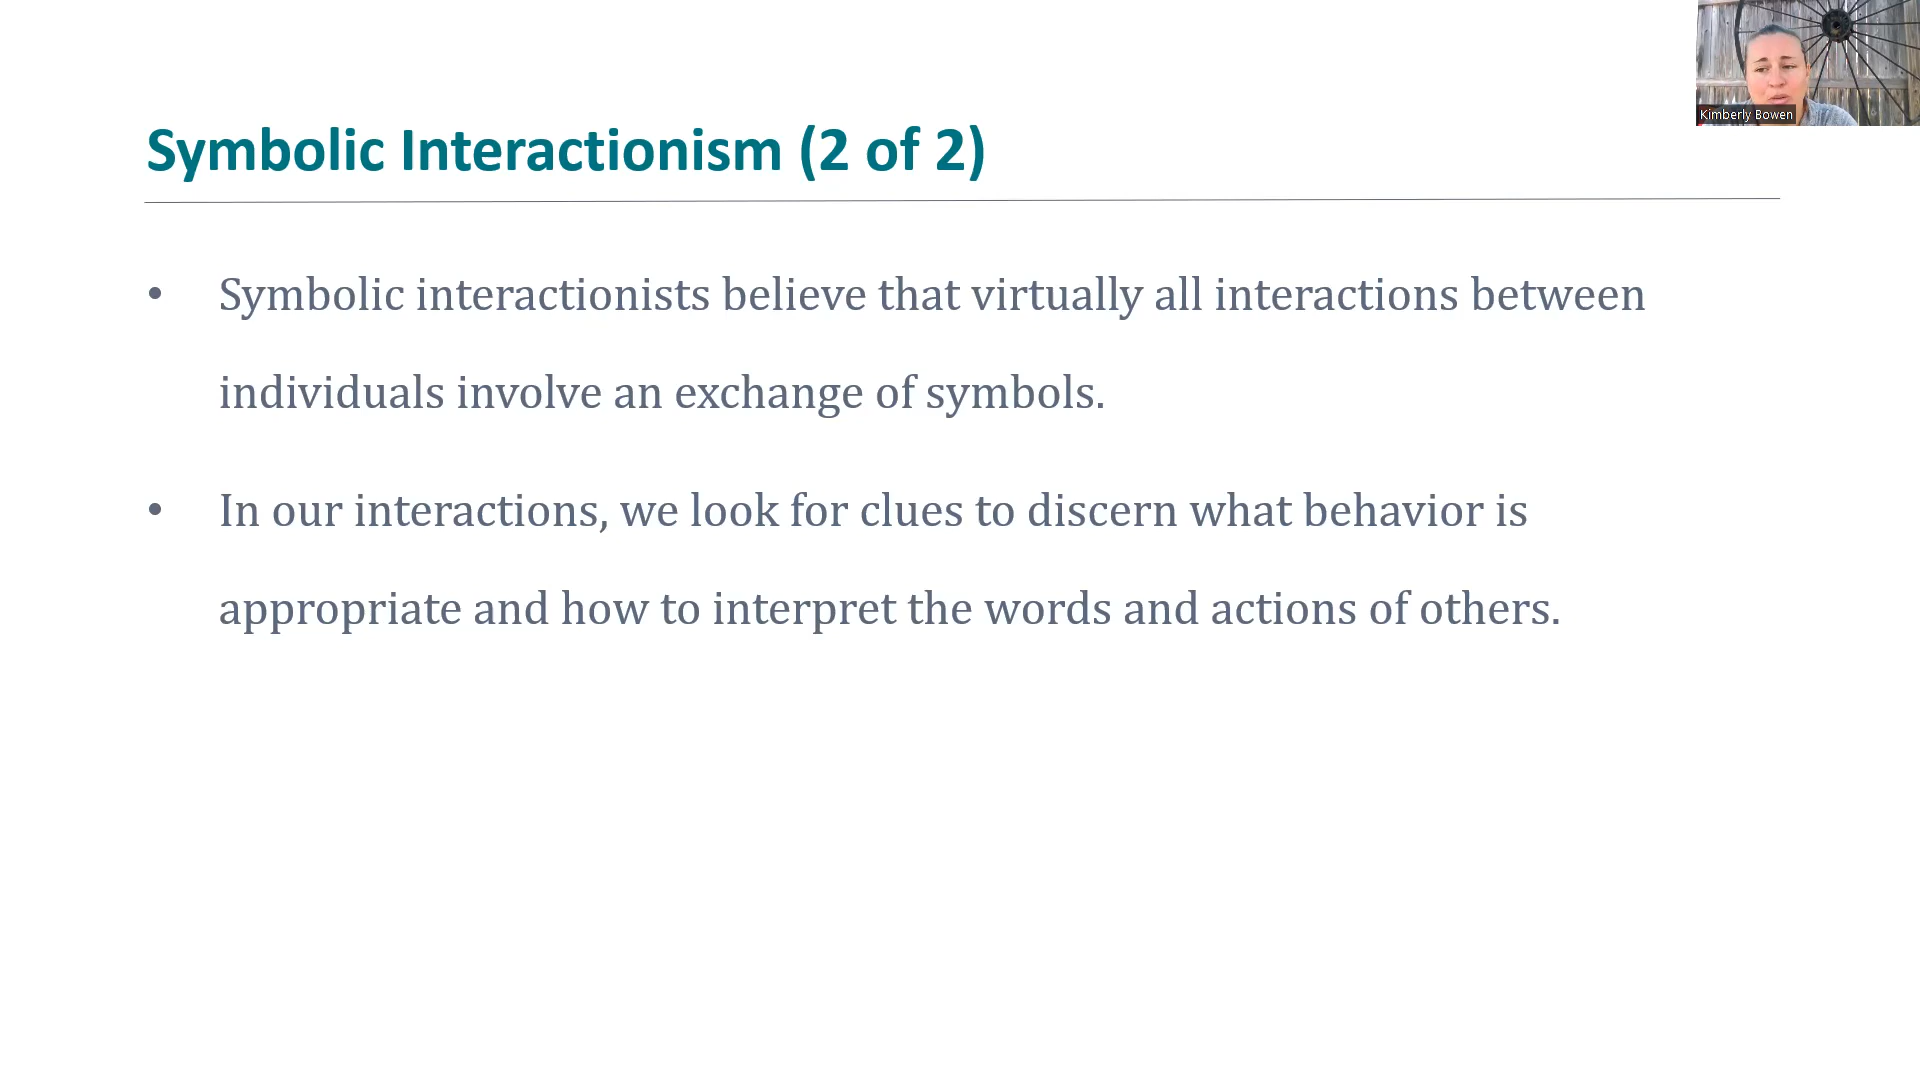 Kimberly Bowen
Symbolic Interactionism (2 of 2)
• Symbolic interactionists believe that virtually all interactions between
individuals involve an exchange of symbols.
• In our interactions, we look for clues to discern what behavior is
appropriate and how to interpret the words and actions of others.